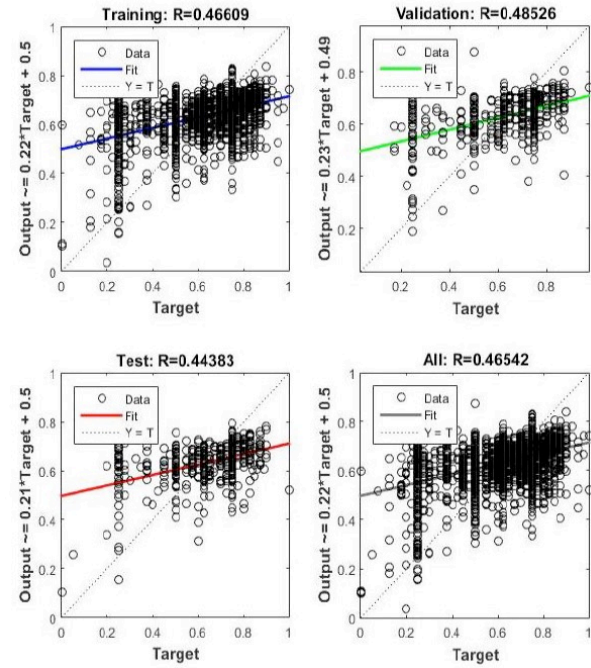 Training: R=0.46609
Output ~= 0.22*Target + 0.5
1
0.8
0.6
0.4
0.2
0
Data
Fit
Y = T
0 0.2 0.4 0.6 0.8 1
Target
Validation: R=0.48526
Output ~= 0.23*Target + 0.49
0.8
0.6
0.4
0.2
Data
Fit
Y = T
0.2 0.4 0.6 0.8
Target
Test: R=0.44383
Output ~= 0.21*Target + 0.5
1
0.8
0.6
0.4
0.2
0
Data
Fit
Y = T
0 0.2 0.4 0.6 0.8 1
Target
All: R=0.46542
Output ~= 0.22*Target + 0.5
1
0.8
0.6
0.4
0.2
0
Data
Fit
Y = T
0 0.2 0.4 0.6 0.8 1
Target